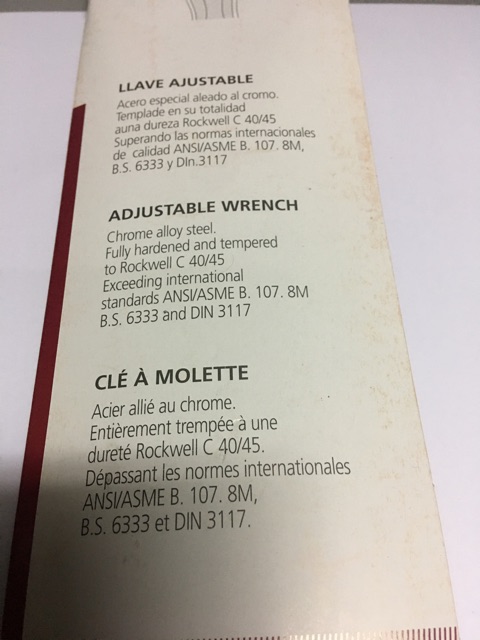 LLAVE AJUSTABLE
Acero especial aleado al cromo.
Templade en su totalidad
auna dureza Rockwell C 40/45
Superando las normas internacionales
de calidad ANSI/ASME B. 107. 8M,
B.S. 6333 y DIn.3117
ADJUSTABLE WRENCH
Chrome alloy steel.
Fully hardened and tempered
to Rockwell C 40/45
Exceeding international
standards ANSI/ASME B. 107. 8M
B.S. 6333 and DIN 3117
CLÉ À MOLETTE
Acier allié au chrome.
Entièrement trempée à une
dureté Rockwell C 40/45.
Dépassant les normes internationales
ANSI/ASME B. 107. 8M,
B.S. 6333 et DIN 3117.